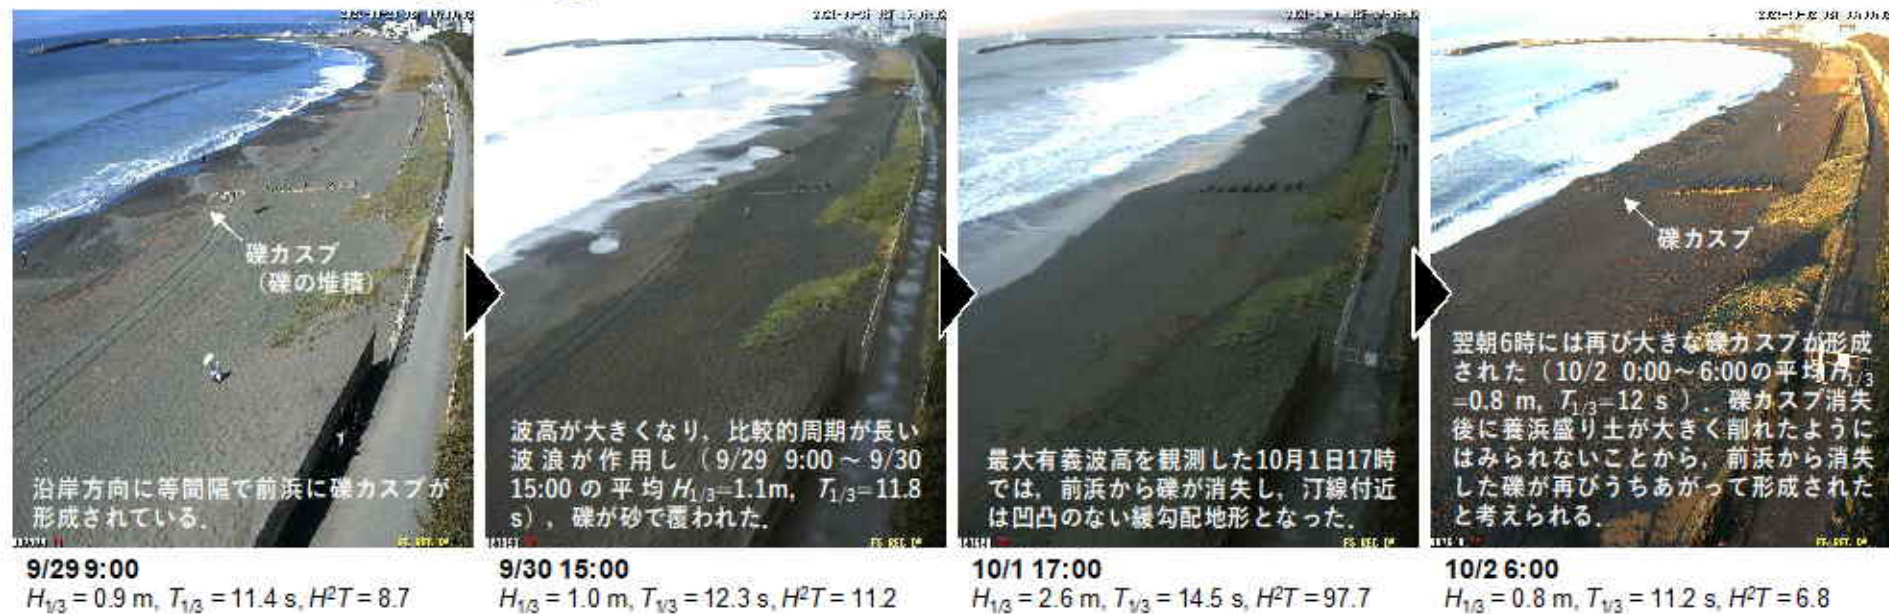 礫カスプ
（礫の堆積）
沿岸方向に等間隔で前浜に礫カスプが
形成されている．
9/29 9:00
H1/3 = 0.9 m, T1/3 = 11.4 s, H²T = 8.7
波高が大きくなり，比較的周期が長い
波浪が作用し（9/29 9:00～9/30
15:00 の平均H1/3=1.1m, T1/3=11.8
s），礫が砂で覆われた．
9/30 15:00
H1/3 = 1.0 m, T1/3 = 12.3 s, H²T = 11.2
最大有義波高を観測した10月1日17時
では，前浜から礫が消失し，汀線付近
は凹凸のない緩勾配地形となった．
10/1 17:00
H1/3 = 2.6 m, T1/3 = 14.5 s, H²T = 97.7
礫カスプ
翌朝6時には再び大きな礫カスプが形成
された（10/2 0:00～6:00の平均H1/3
=0.8 m, T1/3=12 s）．礫カスプ消失
後に養浜盛り土が大きく削れたように
はみられないことから，前浜から消失
した礫が再びうちあがって形成された
と考えられる．
10/2 6:00
H1/3 = 0.8 m, T1/3 = 11.2 s, H²T = 6.8